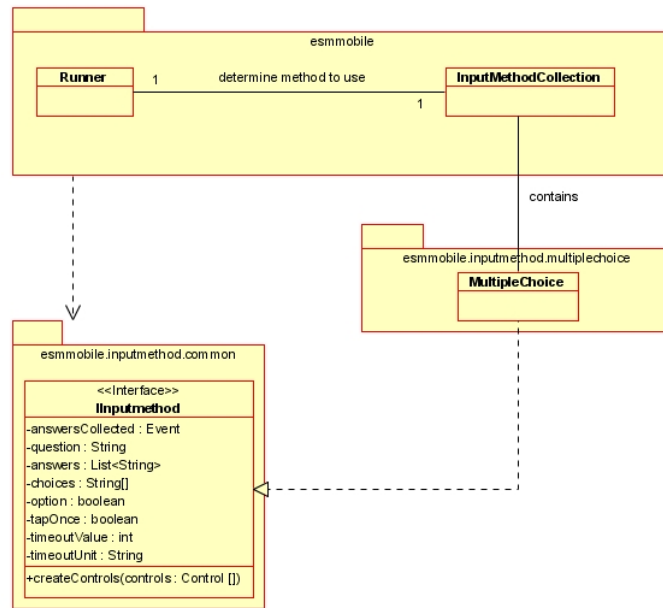 esmmobile
Runner
1
determine method to use
1
InputMethodCollection
contains
esmmobile.inputmethod.multiplechoice
MultipleChoice
esmmobile.inputmethod.common
<<Interface>>
IInputmethod
-answersCollected : Event
-question : String
-answers : List<String>
-choices : String[]
-option : boolean
-tapOnce : boolean
-timeoutValue : int
-timeoutUnit : String
+createControls(controls : Control [])